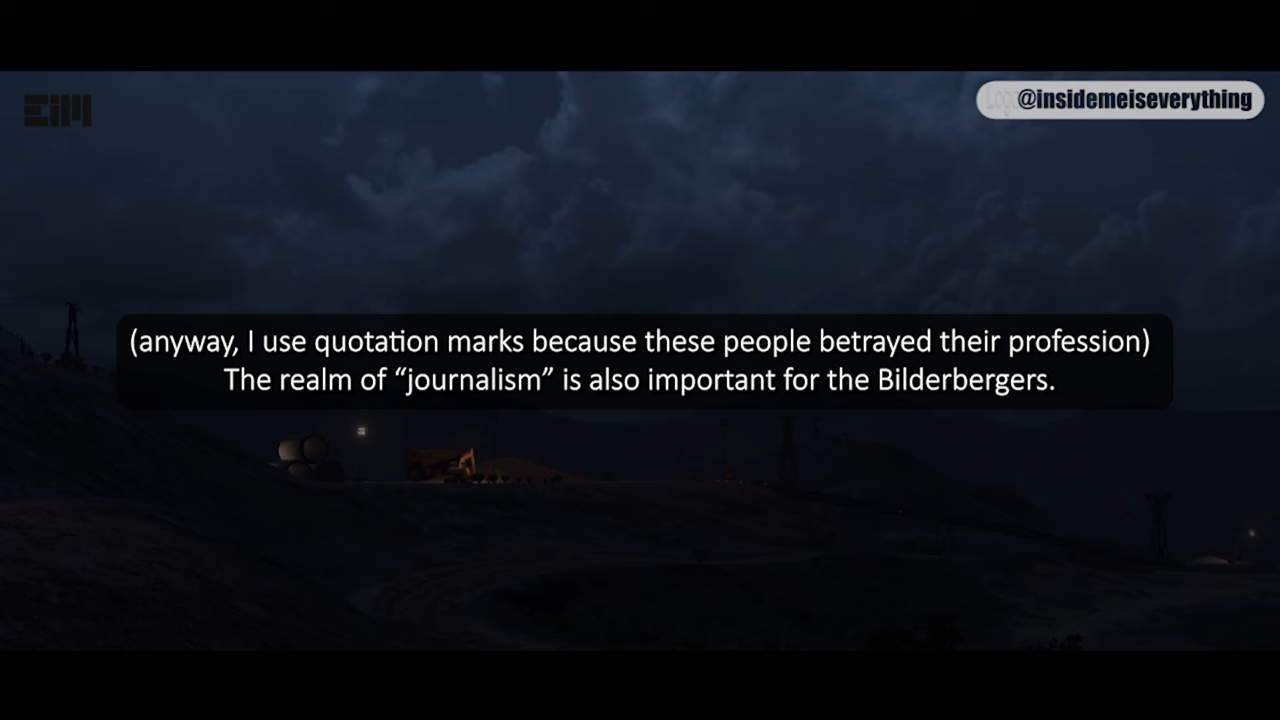 EiM
@insidemeiseverything
(anyway, I use quotation marks because these people betrayed their profession)
The realm of “journalism” is also important for the Bilderbergers.